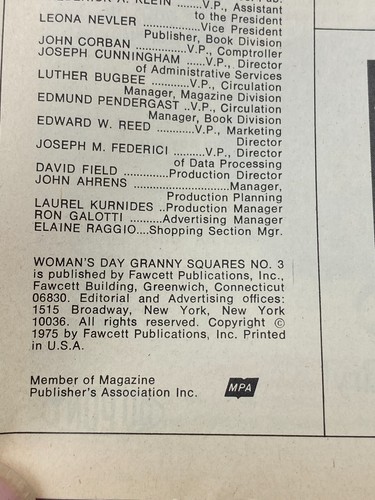 KLEIN .......V.P., Assistant
to the President
LEONA NEVLER ...............Vice President
Publisher, Book Division
JOHN CORBAN .............V.P., Comptroller
JOSEPH CUNNINGHAM ......V.P., Director
of Administrative Services
LUTHER BUGBEE ..........V.P., Circulation
Manager, Magazine Division
EDMUND PENDERGAST ..V.P., Circulation
Manager, Book Division
EDWARD W. REED ............V.P., Marketing
Director
JOSEPH M. FEDERICI ..........V.P., Director
of Data Processing
DAVID FIELD ..............Production Director
JOHN AHRENS ..............................Manager,
Production Planning
LAUREL KURNIDES ..Production Manager
RON GALOTTI ..........Advertising Manager
ELAINE RAGGIO....Shopping Section Mgr.
WOMAN'S DAY GRANNY SQUARES NO. 3
is published by Fawcett Publications, Inc.,
Fawcett Building, Greenwich, Connecticut
06830. Editorial and Advertising offices:
1515 Broadway, New York, New York
10036. All rights reserved. Copyright ©
1975 by Fawcett Publications, Inc. Printed
in U.S.A.
Member of Magazine
Publisher's Association Inc.
MPA